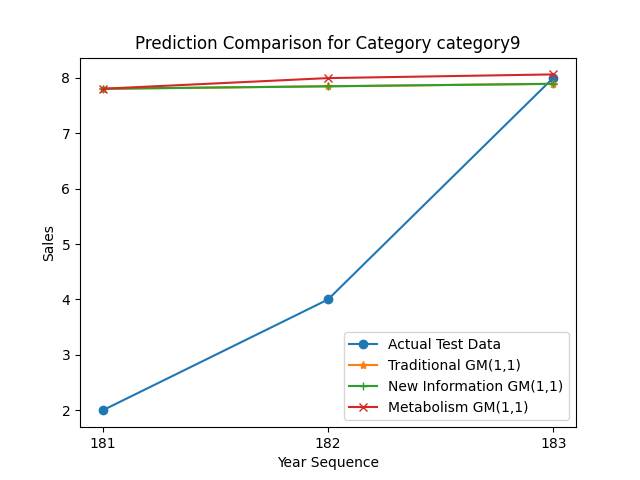 Prediction Comparison for Category category9
8
7
6
5
4
3
2
Sales
Actual Test Data
Traditional GM(1,1)
New Information GM(1,1)
Metabolism GM(1,1)
181 182 183
Year Sequence